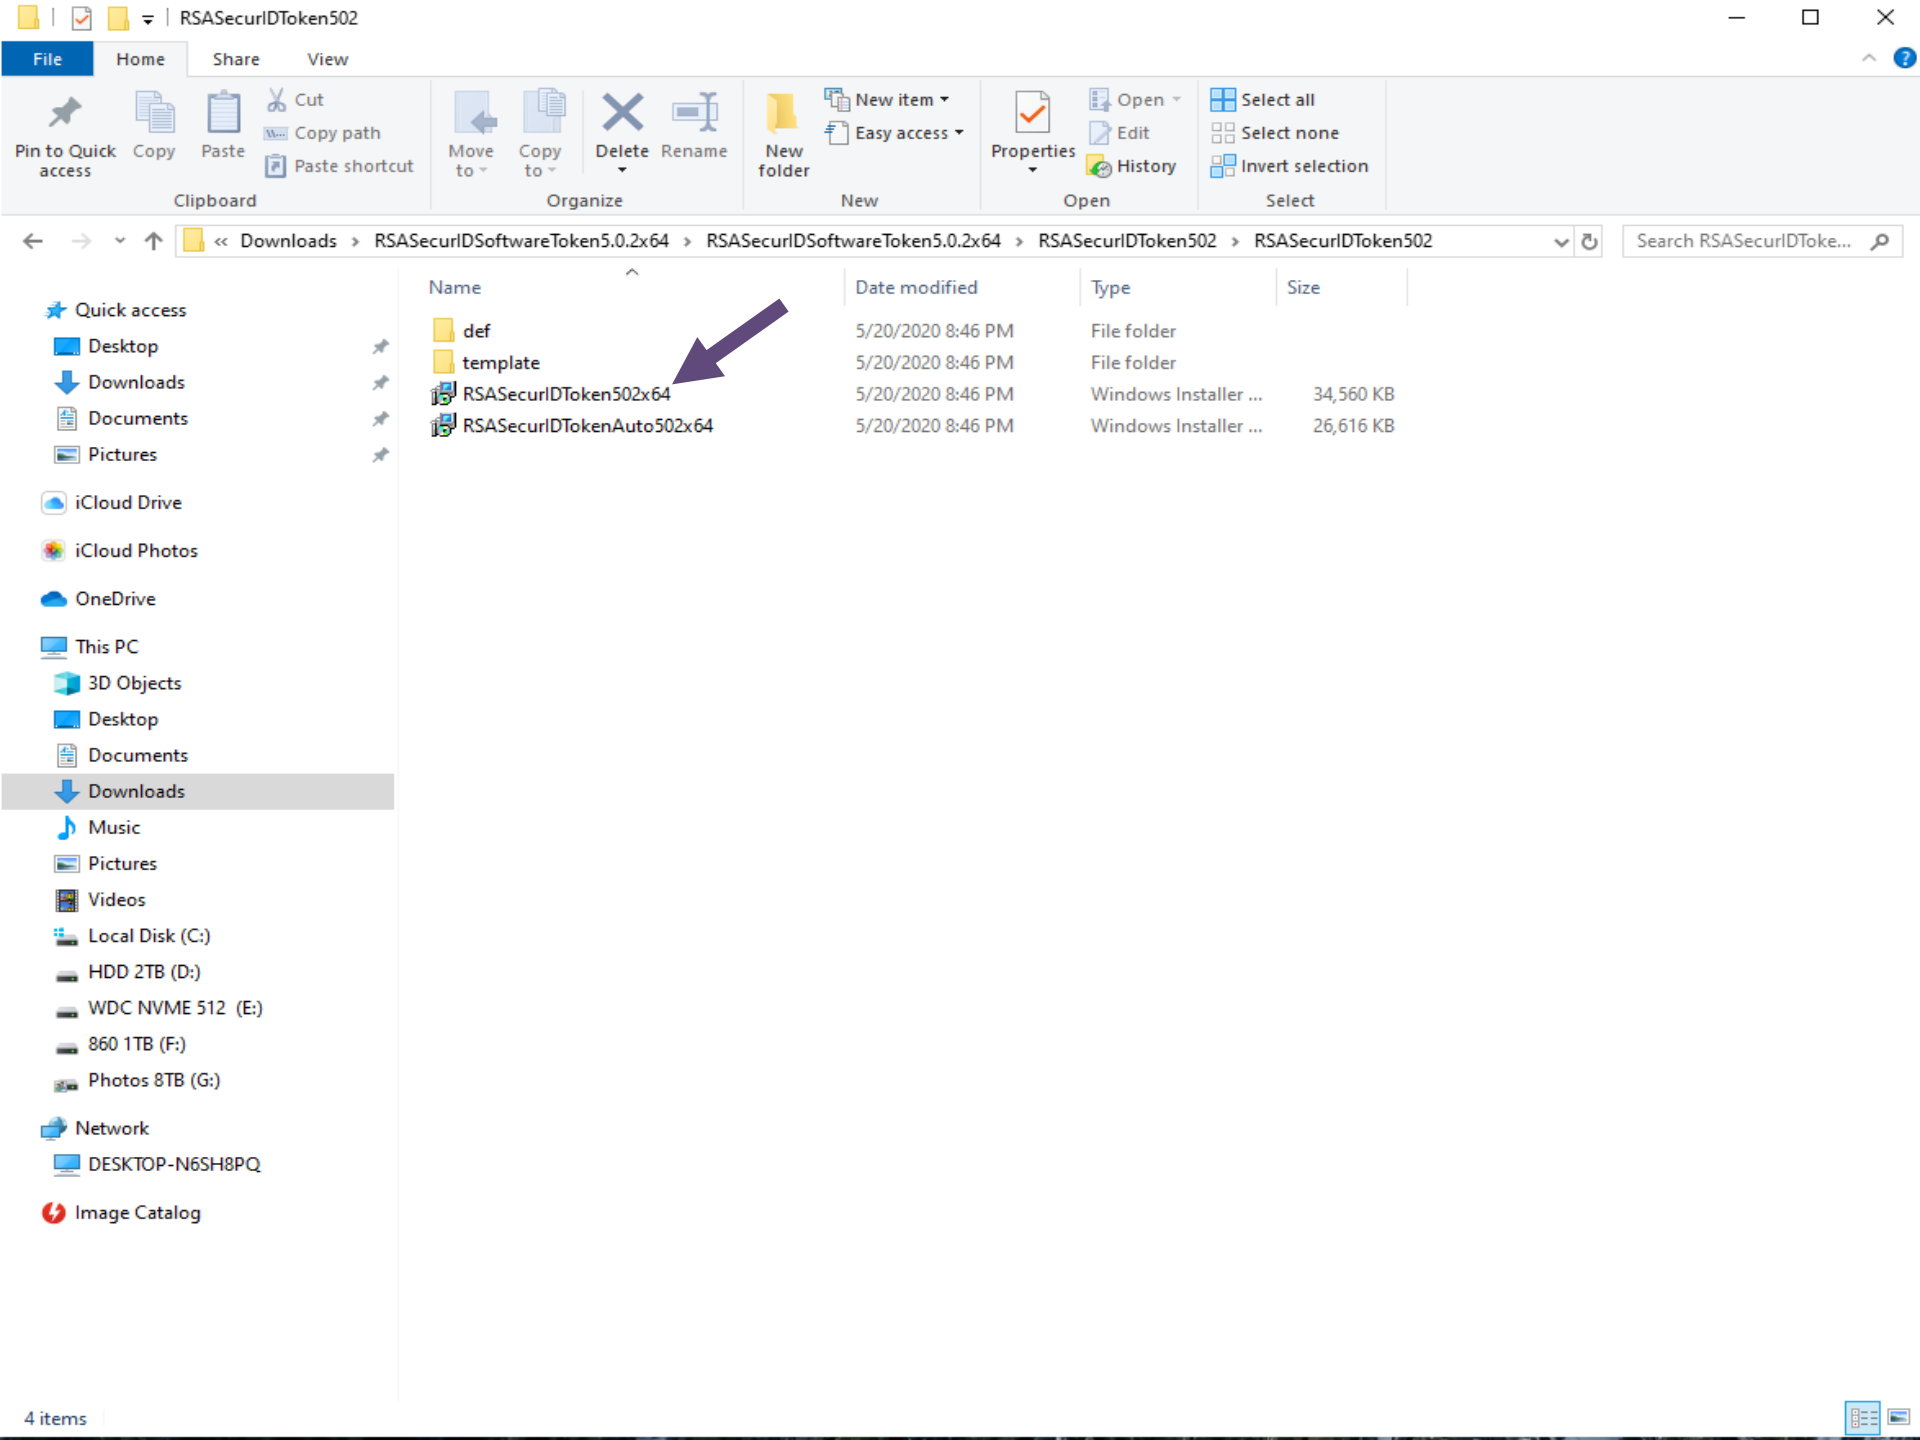 RSASecurIDToken502
File Home Share View
Pin to Quick access
Copy
Paste
Cut
Copy path
Paste shortcut
Clipboard
Move to
Copy to
Delete
Rename
Organize
New folder
New item
Easy access
New
Properties
Open
Edit
History
Open
Select all
Select none
Invert selection
Select
« Downloads > RSASecurIDSoftwareToken5.0.2x64 > RSASecurIDSoftwareToken5.0.2x64 > RSASecurIDToken502 > RSASecurIDToken502
Search RSASecurIDToke...
Quick access
Desktop
Downloads
Documents
Pictures
iCloud Drive
iCloud Photos
OneDrive
This PC
3D Objects
Desktop
Documents
Downloads
Music
Pictures
Videos
Local Disk (C:)
HDD 2TB (D:)
WDC NVME 512 (E:)
860 1TB (F:)
Photos 8TB (G:)
Network
DESKTOP-N6SH8PQ
Image Catalog
Name Date modified Type Size
def 5/20/2020 8:46 PM File folder
template 5/20/2020 8:46 PM File folder
RSASecurIDToken502x64 5/20/2020 8:46 PM Windows Installer ... 34,560 KB
RSASecurIDTokenAuto502x64 5/20/2020 8:46 PM Windows Installer ... 26,616 KB
4 items